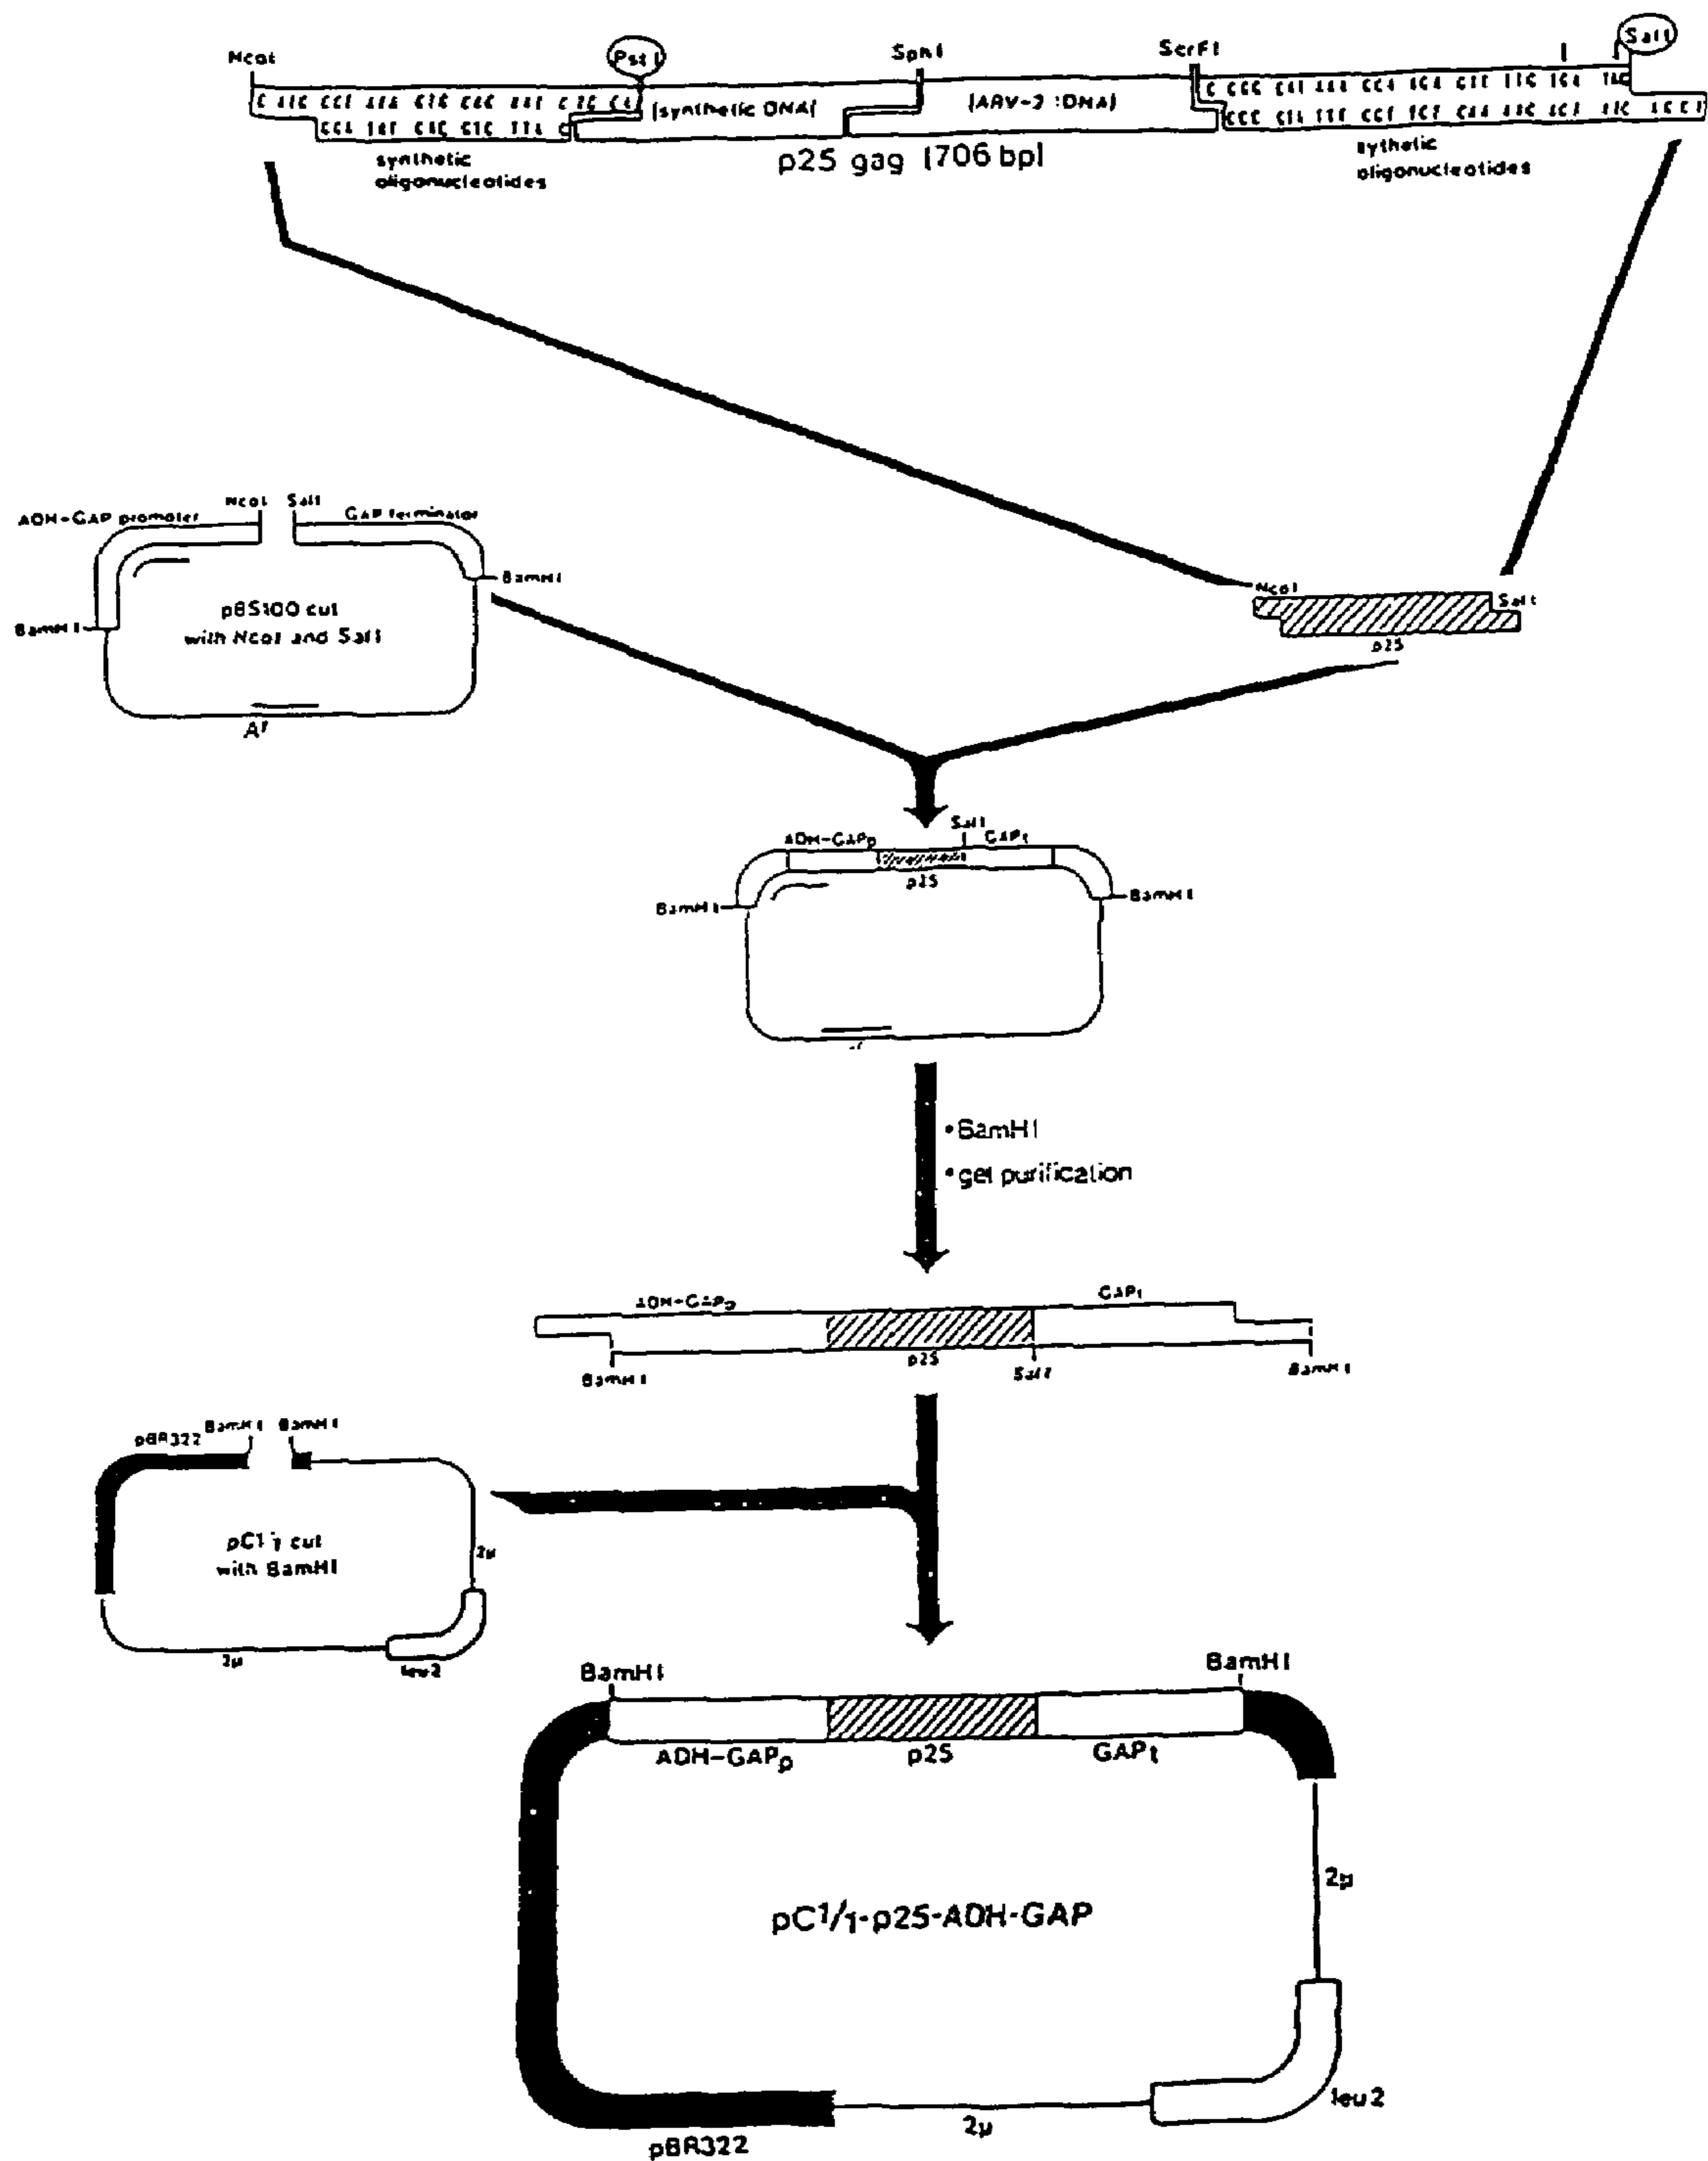 NcoI
PstI
SphI
ScrFI
SalI
[synthetic DNA]
[ARV-2 :DNA]
synthetic
oligonucleotides
p25 gag [706 bp]
sythetic
oligonucleotides
NcoI SalI
ADH-GAP promoter
GAP terminator
BamHI
BamHI
pBS100 cut
with NcoI and SalI
Ar
NcoI
SalI
p25
SalI
ADH-GAPp
GAPt
p25
BamHI
BamHI
• BamHI
• gel purification
ADH-GAPp
GAPt
p25
SalI
BamHI
BamHI
BamHI BamHI
pBR322
pC1/1 cut
with BamHI
2µ
2µ
leu2
BamHI
BamHI
ADH-GAPp
p25
GAPt
2µ
pC1/1-p25-ADH-GAP
leu2
2µ
pBR322